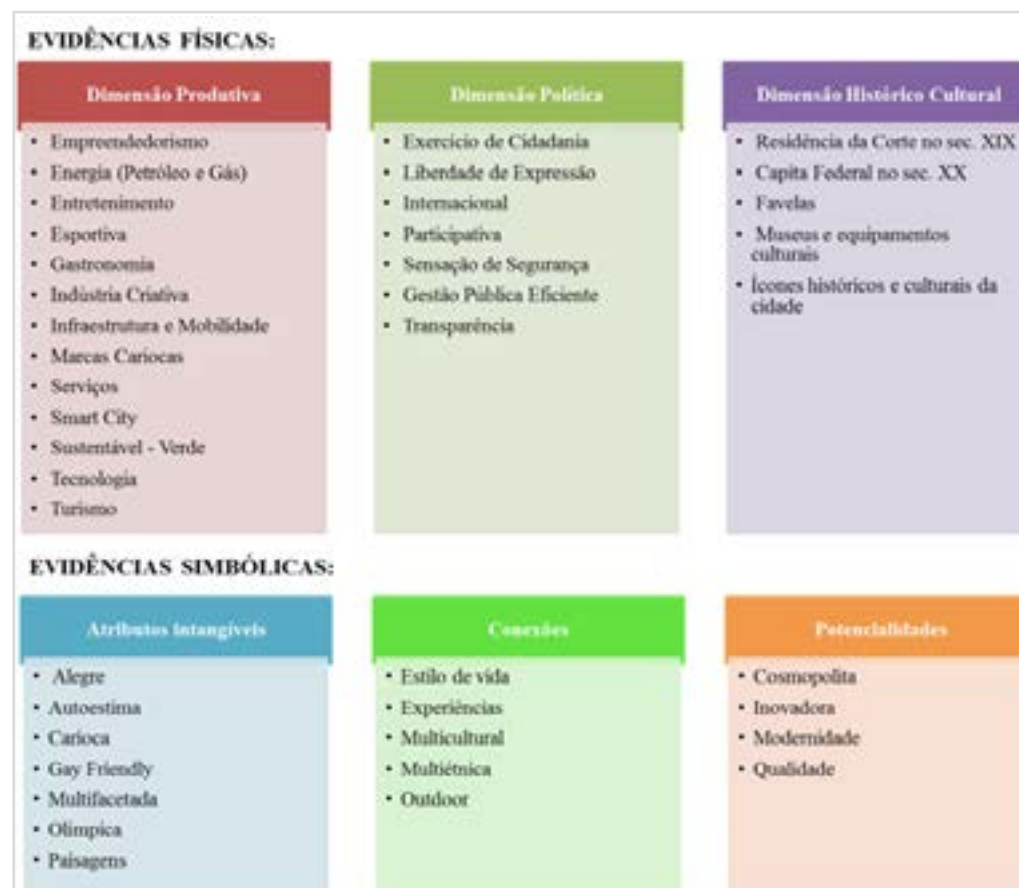 EVIDÊNCIAS FÍSICAS:
Dimensão Produtiva
• Empreendedorismo
• Energia (Petróleo e Gás)
• Entretenimento
• Esportiva
• Gastronomia
• Indústria Criativa
• Infraestrutura e Mobilidade
• Marcas Cariocas
• Serviços
• Smart City
• Sustentável - Verde
• Tecnologia
• Turismo
Dimensão Política
• Exercício de Cidadania
• Liberdade de Expressão
• Internacional
• Participativa
• Sensação de Segurança
• Gestão Pública Eficiente
• Transparência
Dimensão Histórico Cultural
• Residência da Corte no sec. XIX
• Capita Federal no sec. XX
• Favelas
• Museus e equipamentos
culturais
• Ícones históricos e culturais da
cidade
EVIDÊNCIAS SIMBÓLICAS:
Atributos intangíveis
• Alegre
• Autoestima
• Carioca
• Gay Friendly
• Multifacetada
• Olímpica
• Paisagens
Conexões
• Estilo de vida
• Experiências
• Multicultural
• Multiétnica
• Outdoor
Potencialidades
• Cosmopolita
• Inovadora
• Modernidade
• Qualidade